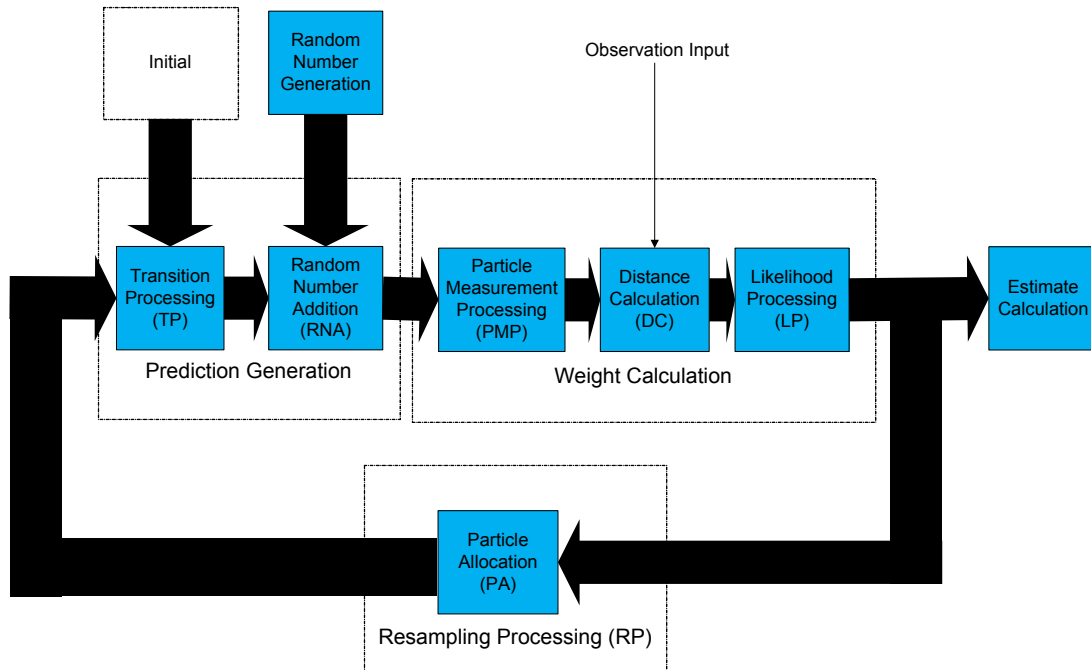 Initial
Random
Number
Generation
Observation Input
Transition
Processing
(TP)
Random
Number
Addition
(RNA)
Prediction Generation
Particle
Measurement
Processing
(PMP)
Distance
Calculation
(DC)
Likelihood
Processing
(LP)
Weight Calculation
Estimate
Calculation
Particle
Allocation
(PA)
Resampling Processing (RP)